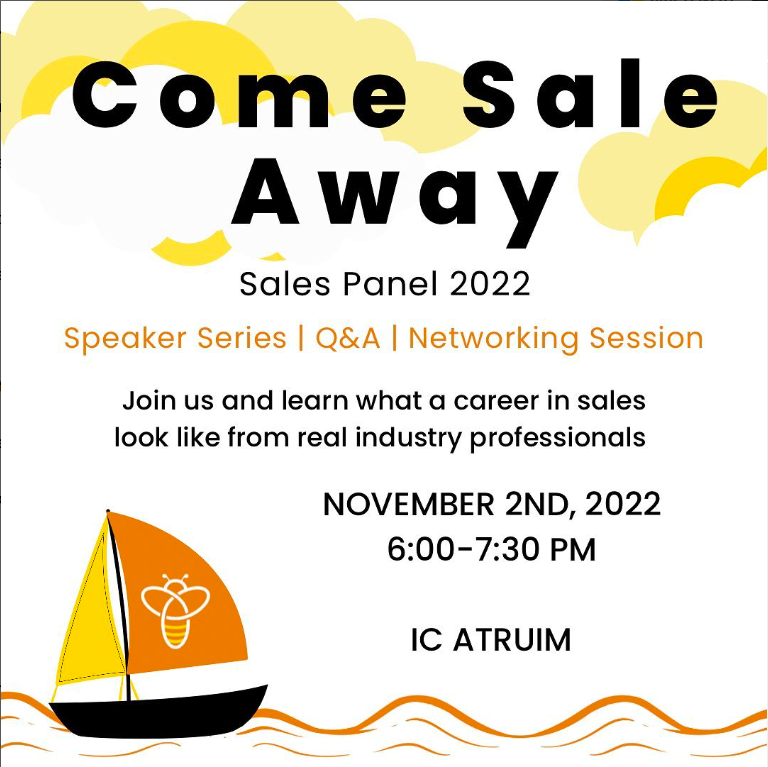 Come Sale
Away
Sales Panel 2022
Speaker Series | Q&A | Networking Session
Join us and learn what a career in sales
look like from real industry professionals
NOVEMBER 2ND, 2022
6:00-7:30 PM
IC ATRUIM